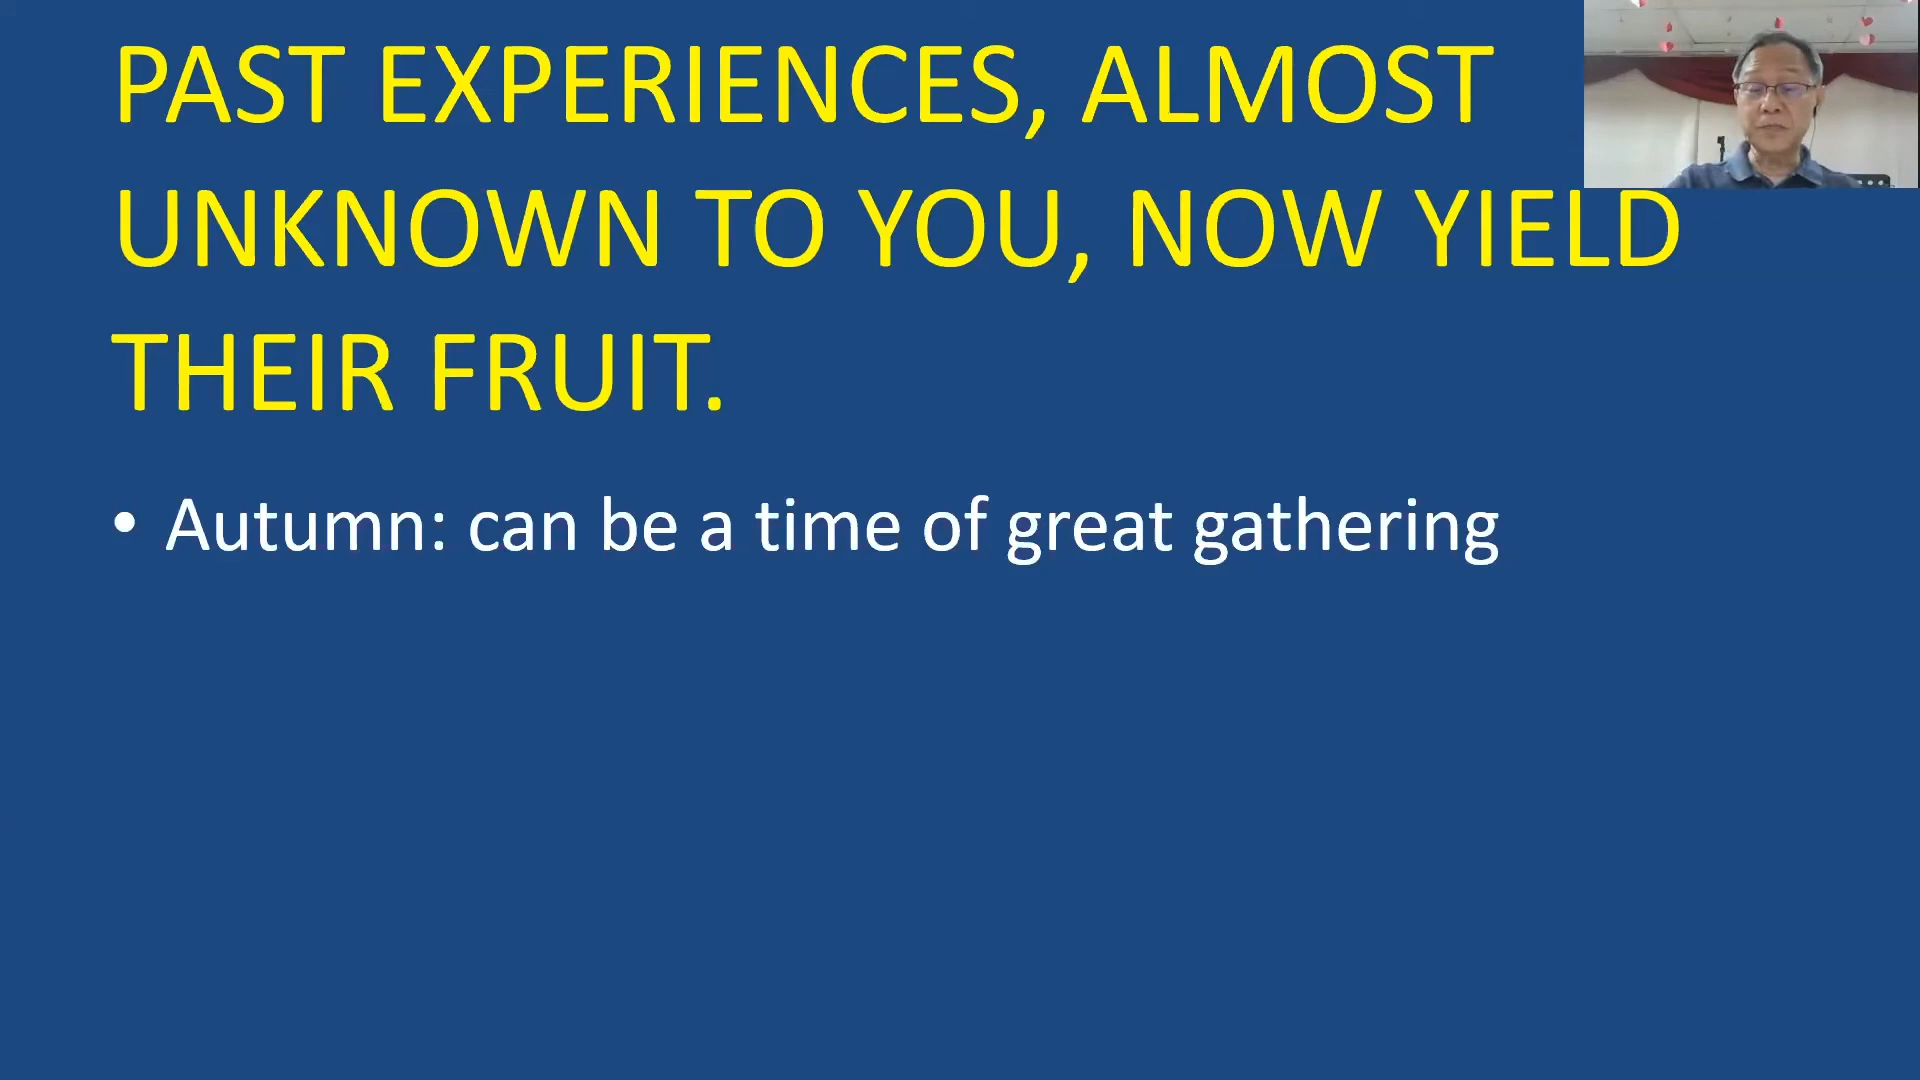 PAST EXPERIENCES, ALMOST
UNKNOWN TO YOU, NOW YIELD
THEIR FRUIT.
• Autumn: can be a time of great gathering